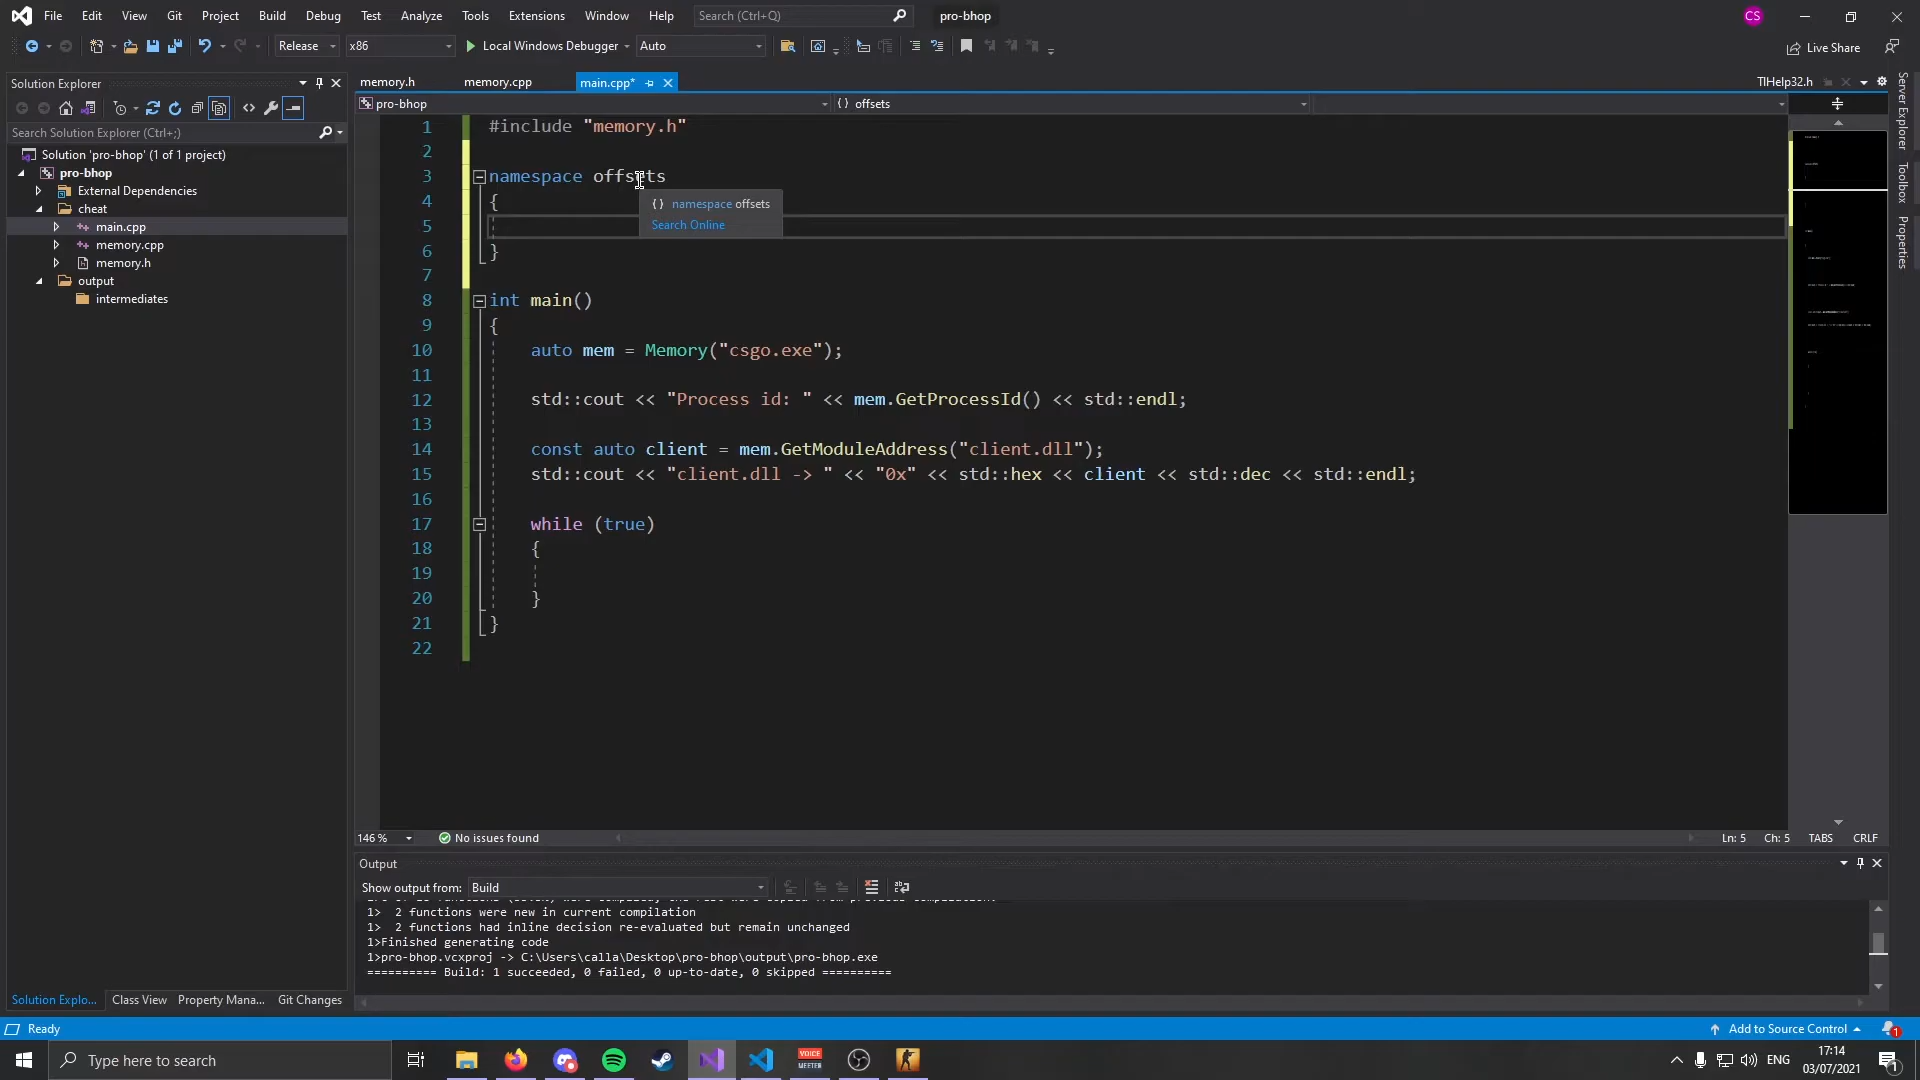 File Edit View Git Project Build Debug Test Analyze Tools Extensions Window Help Search (Ctrl+Q) pro-bhop CS
Release x86 Local Windows Debugger Auto Live Share
Solution Explorer
Search Solution Explorer (Ctrl+;)
Solution 'pro-bhop' (1 of 1 project)
pro-bhop
External Dependencies
cheat
main.cpp
memory.cpp
memory.h
output
intermediates
memory.h memory.cpp main.cpp* TlHelp32.h
pro-bhop {} offsets
1 #include "memory.h"
2
3 namespace offsets
4 {
{} namespace offsets
Search Online
5
6 }
7
8 int main()
9 {
10 auto mem = Memory("csgo.exe");
11
12 std::cout << "Process id: " << mem.GetProcessId() << std::endl;
13
14 const auto client = mem.GetModuleAddress("client.dll");
15 std::cout << "client.dll -> " << "0x" << std::hex << client << std::dec << std::endl;
16
17 while (true)
18 {
19
20 }
21 }
22
Server Explorer
Toolbox
Properties
146 % No issues found Ln: 5 Ch: 5 TABS CRLF
Output
Show output from: Build
1> 2 functions were new in current compilation
1> 2 functions had inline decision re-evaluated but remain unchanged
1>Finished generating code
1>pro-bhop.vcxproj -> C:\Users\calla\Desktop\pro-bhop\output\pro-bhop.exe
========== Build: 1 succeeded, 0 failed, 0 up-to-date, 0 skipped ==========
Solution Explo... Class View Property Mana... Git Changes
Ready Add to Source Control 1
Type here to search VOICE MEETER ENG 17:14 03/07/2021 1